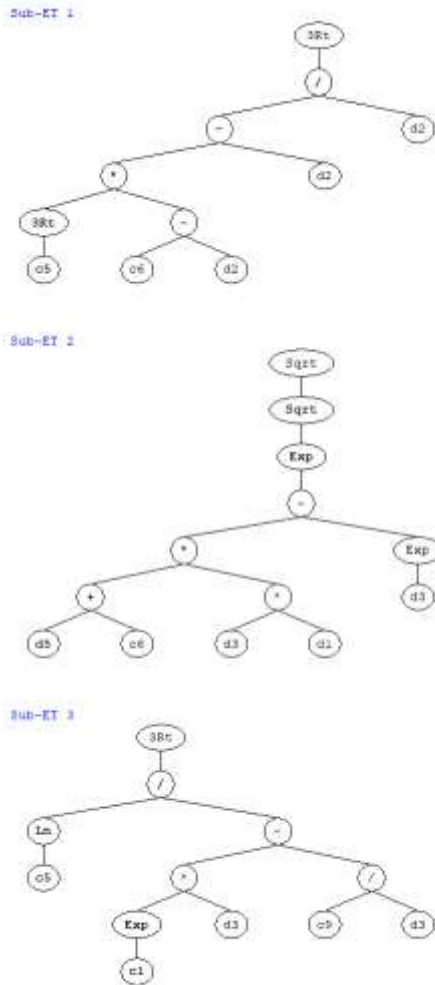 Sub-ET 1
3Rt
/
- d2
* d2
3Rt -
c5 c6 d2
Sub-ET 2
Sqrt
Sqrt
Exp
-
* Exp
+ d3
d5 c6 d3 d1
Sub-ET 3
3Rt
/
Ln -
c5 /
Exp d3 c9 d3
c1